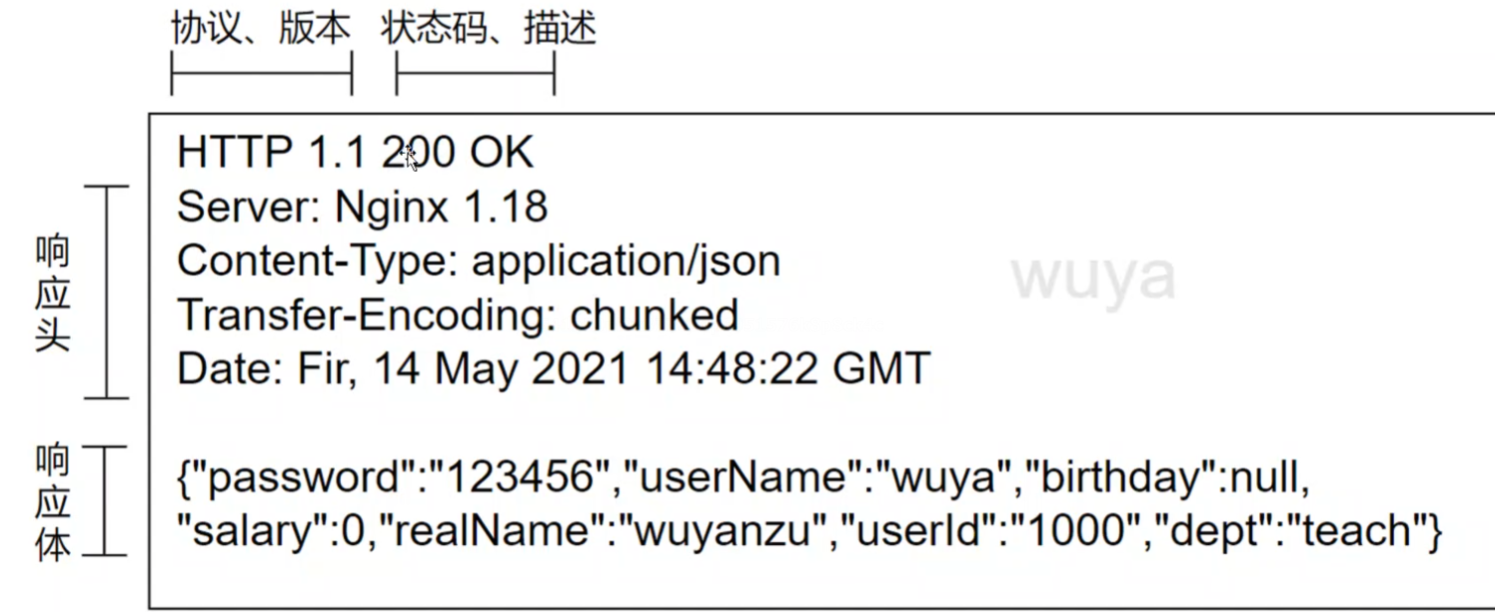 协议、版本 状态码、描述
HTTP 1.1 200 OK
Server: Nginx 1.18
Content-Type: application/json
Transfer-Encoding: chunked
Date: Fir, 14 May 2021 14:48:22 GMT
响应头
wuya
{"password":"123456","userName":"wuya","birthday":null,
"salary":0,"realName":"wuyanzu","userId":"1000","dept":"teach"}
响应体